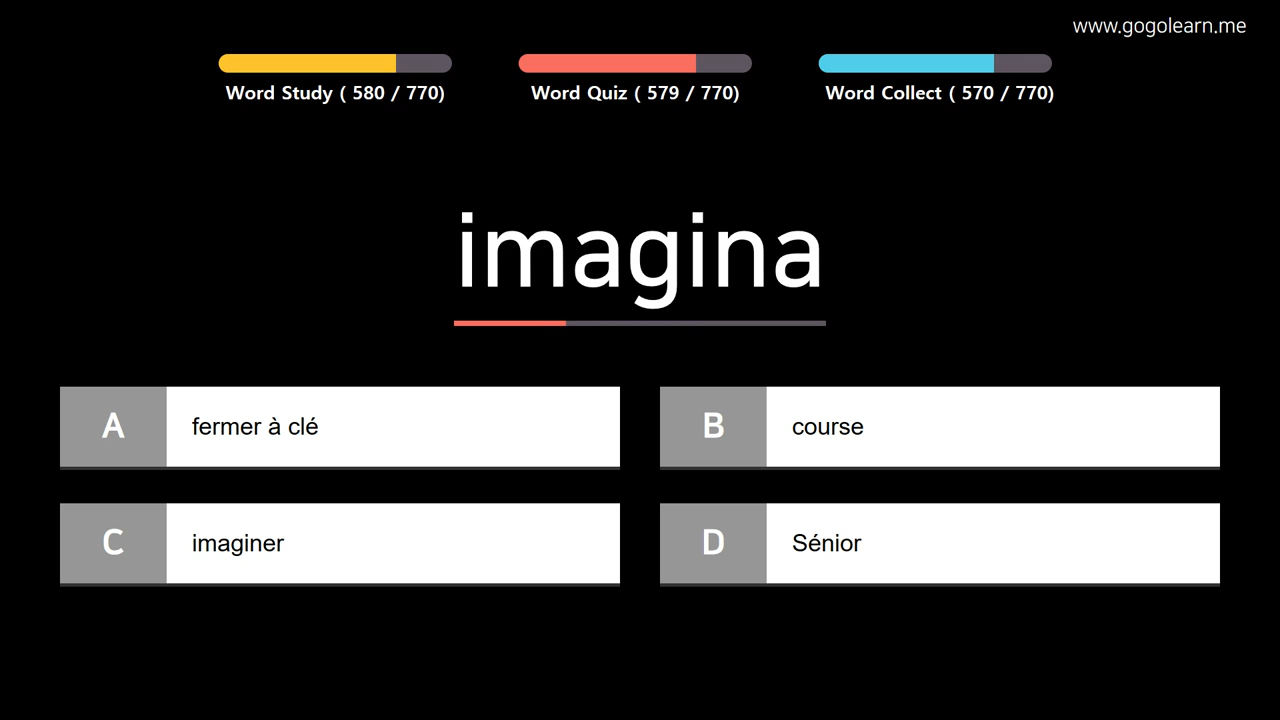 www.gogolearn.me
Word Study ( 580 / 770)
Word Quiz ( 579 / 770)
Word Collect ( 570 / 770)
imagina
A fermer à clé
B course
C imaginer
D Sénior